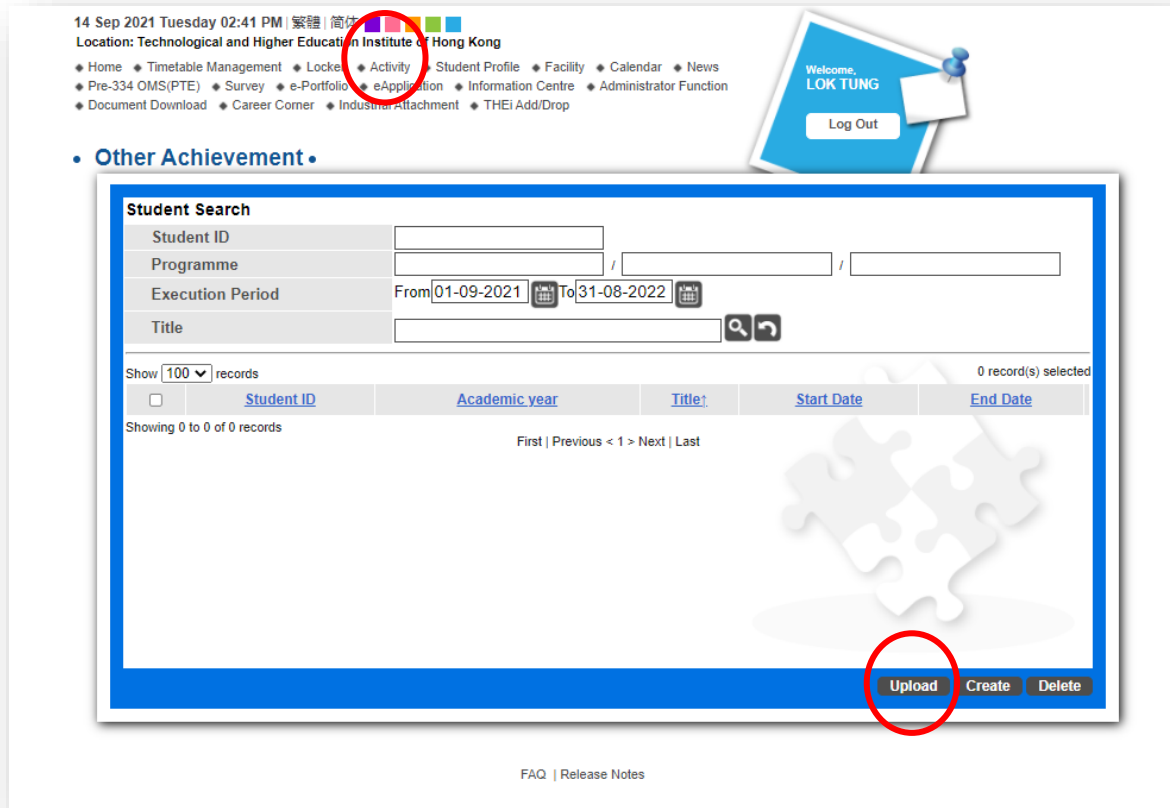 14 Sep 2021 Tuesday 02:41 PM | 繁體 | 简体
Location: Technological and Higher Education Institute of Hong Kong
Home Timetable Management Locker Activity Student Profile Facility Calendar News
Pre-334 OMS(PTE) Survey e-Portfolio eApplication Information Centre Administrator Function
Document Download Career Corner Industrial Attachment THEi Add/Drop
Welcome,
LOK TUNG
Log Out
• Other Achievement •
Student Search
Student ID
Programme / /
Execution Period From 01-09-2021 To 31-08-2022
Title
Show 100 records 0 record(s) selected
Student ID Academic year Title↑ Start Date End Date
Showing 0 to 0 of 0 records
First | Previous < 1 > Next | Last
Upload Create Delete
FAQ | Release Notes